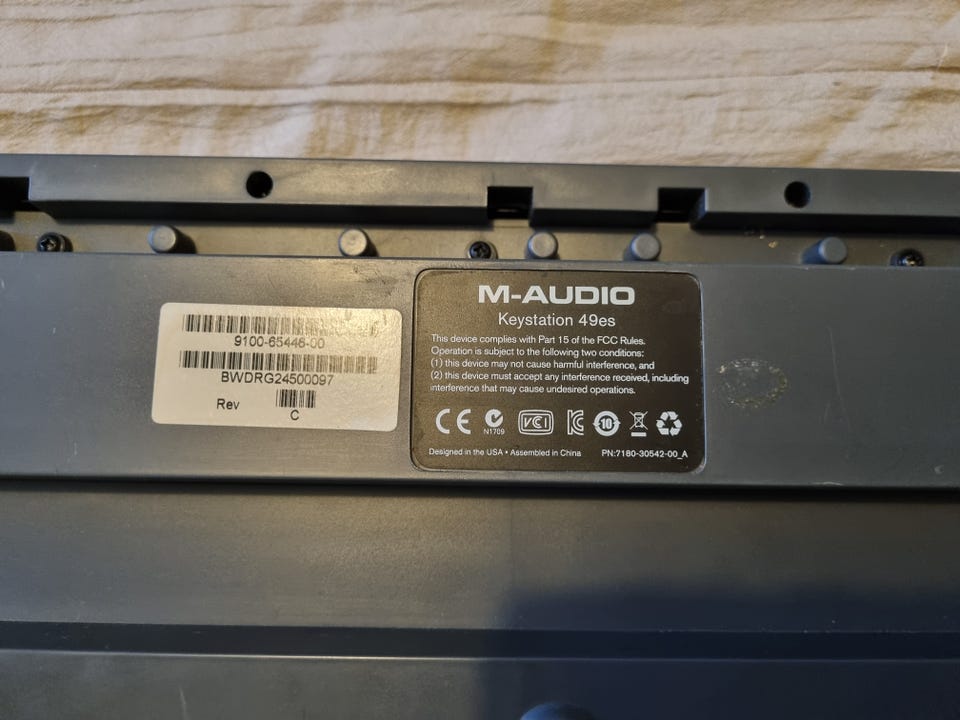 9100-65446-00
BWDRG24500097
Rev
C
M-AUDIO
Keystation 49es
This device complies with Part 15 of the FCC Rules.
Operation is subject to the following two conditions:
(1) this device may not cause harmful interference, and
(2) this device must accept any interference received, including
interference that may cause undesired operations.
CE N1709 VCI 10
Designed in the USA • Assembled in China PN:7180-30542-00_A